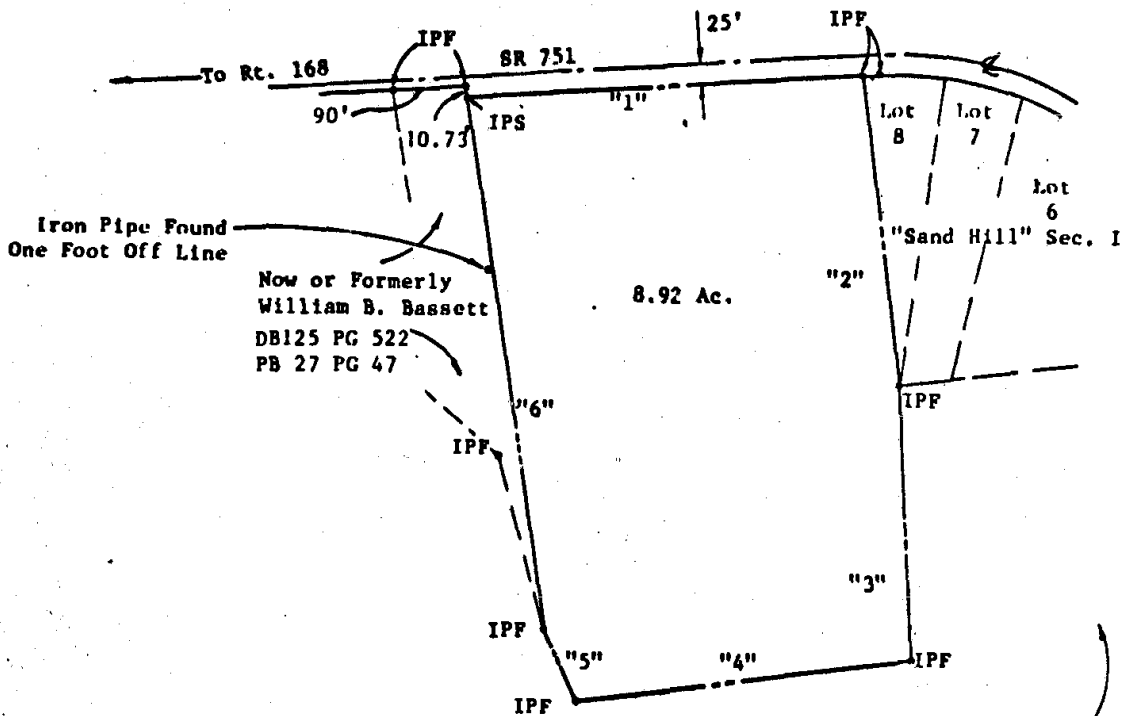 25'
IPF
IPF
SR 751
To Rt. 168
90'
"1"
10.73'
IPS
Lot
8
Lot
7
Lot
6
"Sand Hill" Sec. I
Iron Pipe Found
One Foot Off Line
Now or Formerly
William B. Bassett
DB125 PG 522
PB 27 PG 47
8.92 Ac.
"2"
IPF
"6"
IPF
"3"
IPF
"5"
"4"
IPF
IPF